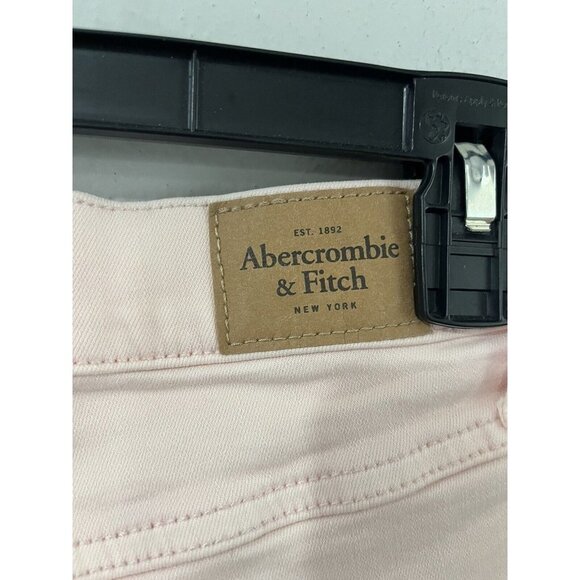 EST. 1892
Abercrombie
& Fitch
NEW YORK